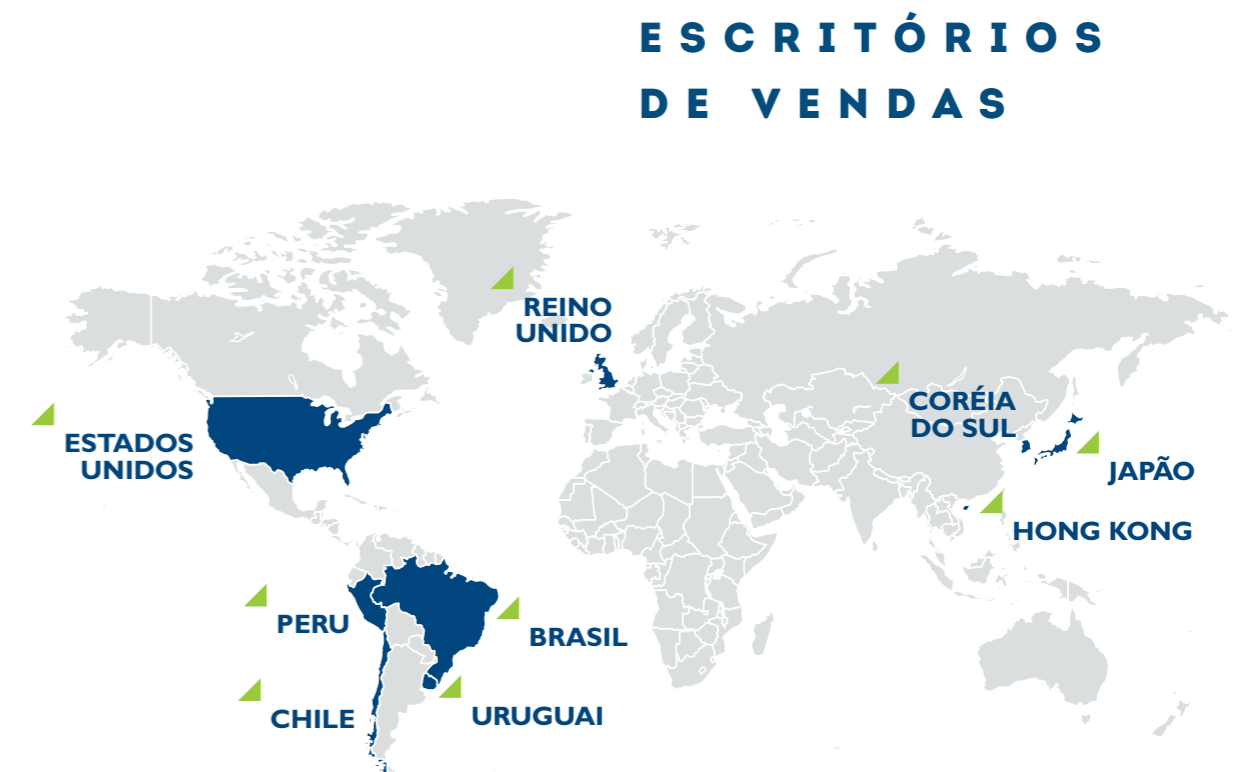 ESCRITÓRIOS
DE VENDAS
REINO
UNIDO
ESTADOS
UNIDOS
CORÉIA
DO SUL
JAPÃO
HONG KONG
PERU
BRASIL
CHILE
URUGUAI